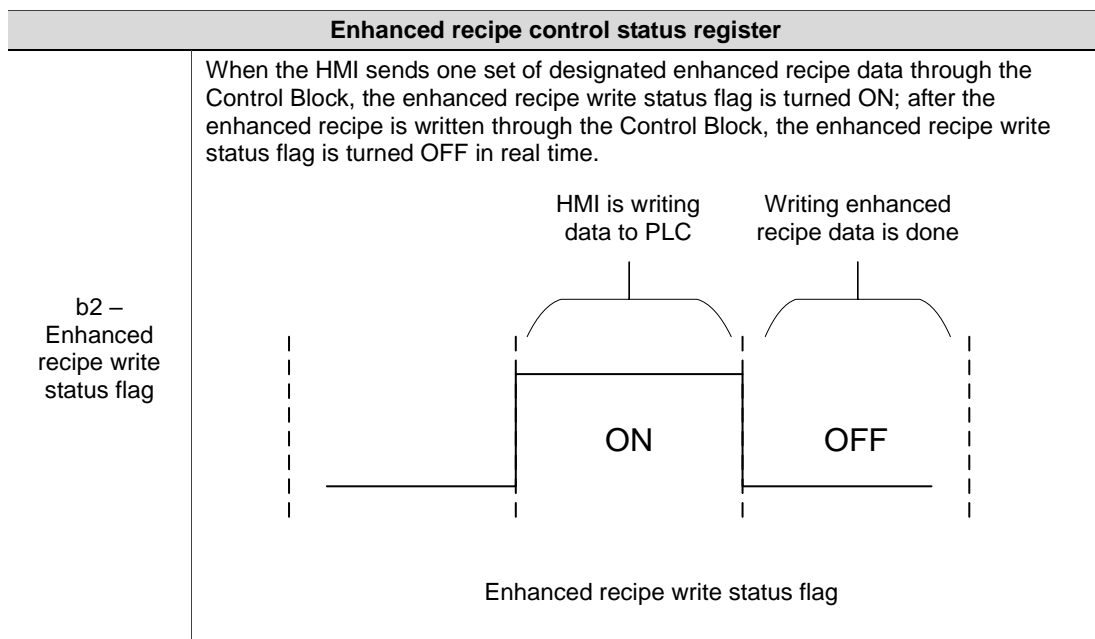 Enhanced recipe control status register
When the HMI sends one set of designated enhanced recipe data through the
Control Block, the enhanced recipe write status flag is turned ON; after the
enhanced recipe is written through the Control Block, the enhanced recipe write
status flag is turned OFF in real time.
b2 –
Enhanced
recipe write
status flag
HMI is writing
data to PLC
Writing enhanced
recipe data is done
ON
OFF
Enhanced recipe write status flag